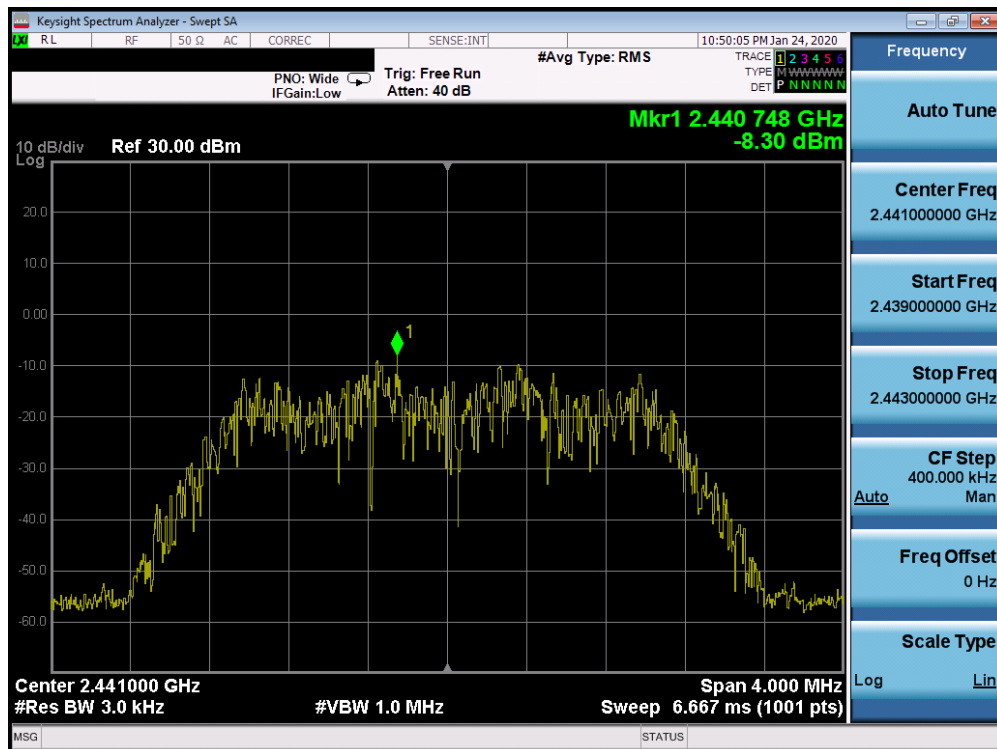 Keysight Spectrum Analyzer - Swept SA
LXI RL RF 50 Ω AC CORREC SENSE:INT 10:50:05 PM Jan 24, 2020
Frequency
#Avg Type: RMS
TRACE 1 2 3 4 5 6
PNO: Wide Trig: Free Run
TYPE M WWWWW
IFGain:Low Atten: 40 dB
DET P N N N N N
Auto Tune
Mkr1 2.440 748 GHz
-8.30 dBm
10 dB/div Ref 30.00 dBm
Log
Center Freq
2.441000000 GHz
20.0
10.0
Start Freq
2.439000000 GHz
0.00
1
-10.0
Stop Freq
2.443000000 GHz
-20.0
CF Step
400.000 kHz
Auto Man
-30.0
-40.0
Freq Offset
0 Hz
-50.0
-60.0
Scale Type
Log Lin
Center 2.441000 GHz Span 4.000 MHz
#Res BW 3.0 kHz #VBW 1.0 MHz Sweep 6.667 ms (1001 pts)
MSG STATUS